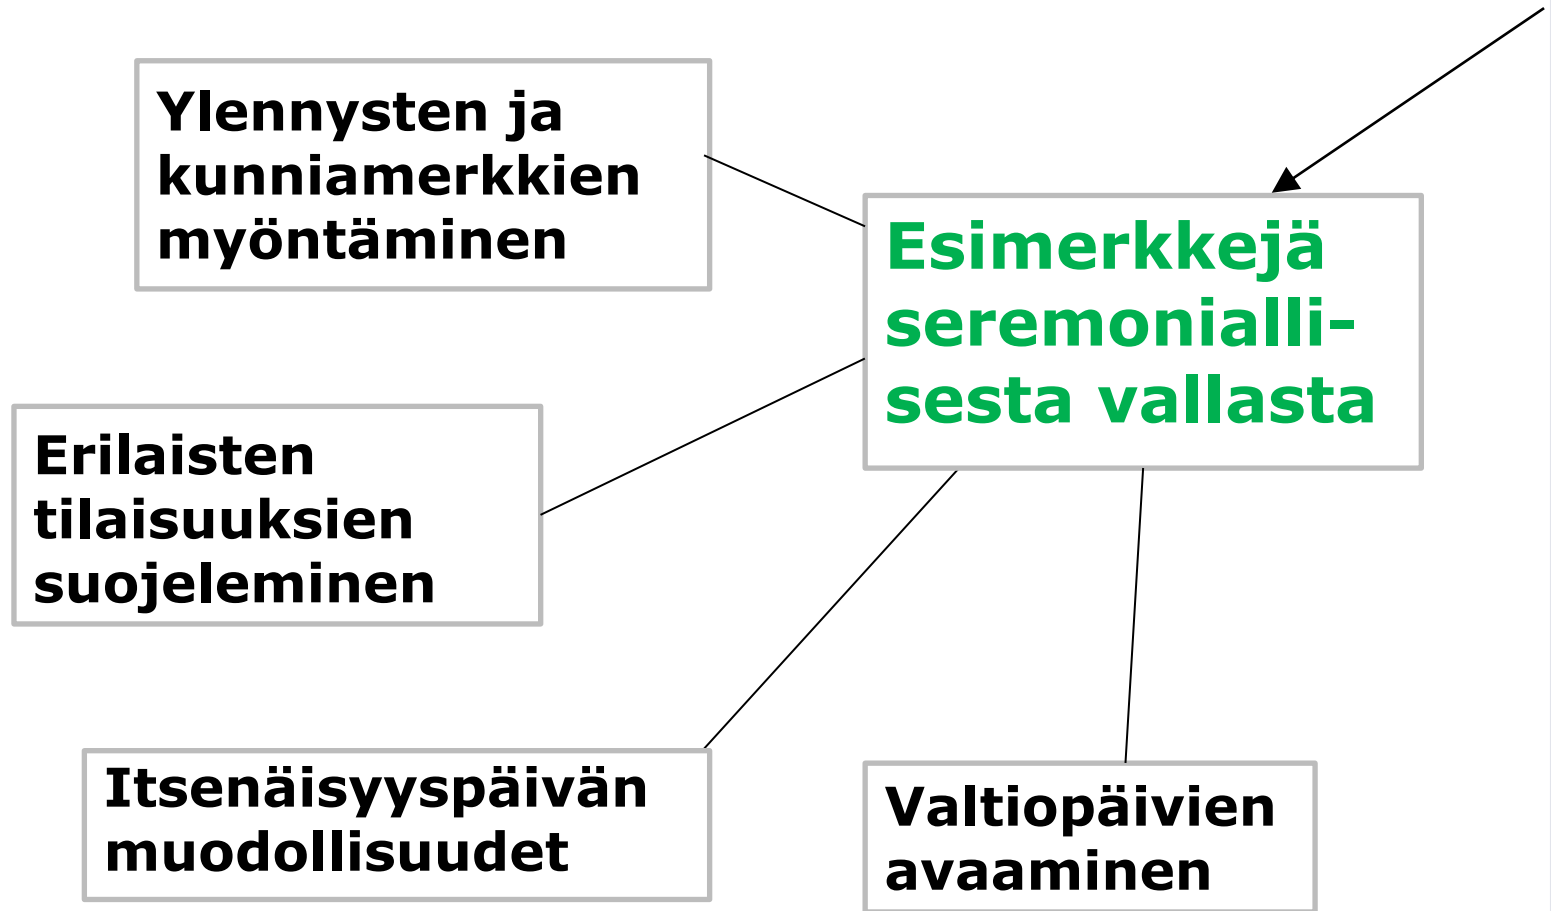 Ylennysten ja
kunniamerkkien
myöntäminen
Esimerkkejä
seremonialli-
sesta vallasta
Erilaisten
tilaisuuksien
suojeleminen
Itsenäisyyspäivän
muodollisuudet
Valtiopäivien
avaaminen